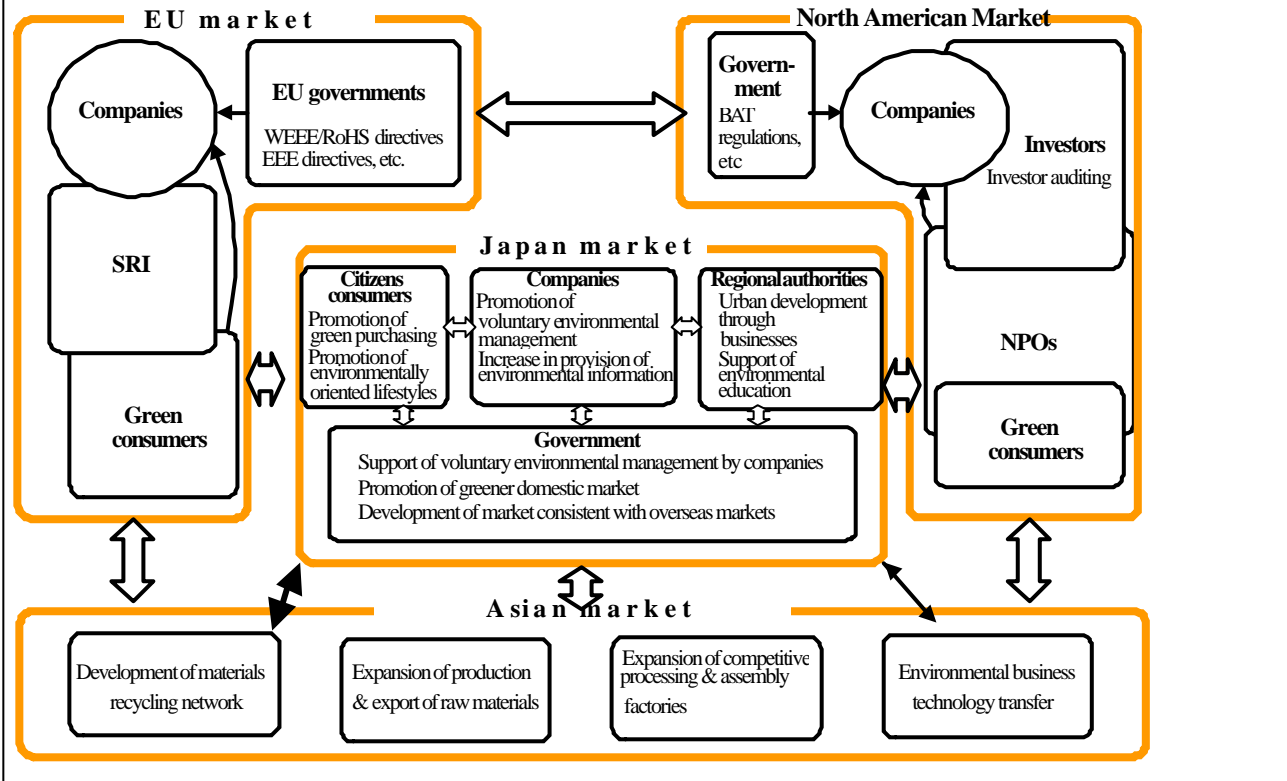 EU market
Companies
EU governments
WEEE/RoHS directives
EEE directives, etc.
SRI
Green
consumers
North American Market
Govern-
ment
BAT
regulations,
etc
Companies
Investors
Investor auditing
NPOs
Green
consumers
Japan market
Citizens
consumers
Promotion of
green purchasing
Promotion of
environmentally
oriented lifestyles
Companies
Promotion of
voluntary environmental
management
Increase in provision of
environmental information
Regional authorities
Urban development
through
businesses
Support of
environmental
education
Government
Support of voluntary environmental management by companies
Promotion of greener domestic market
Development of market consistent with overseas markets
Asian market
Development of materials
recycling network
Expansion of production
& export of raw materials
Expansion of competitive
processing & assembly
factories
Environmental business
technology transfer